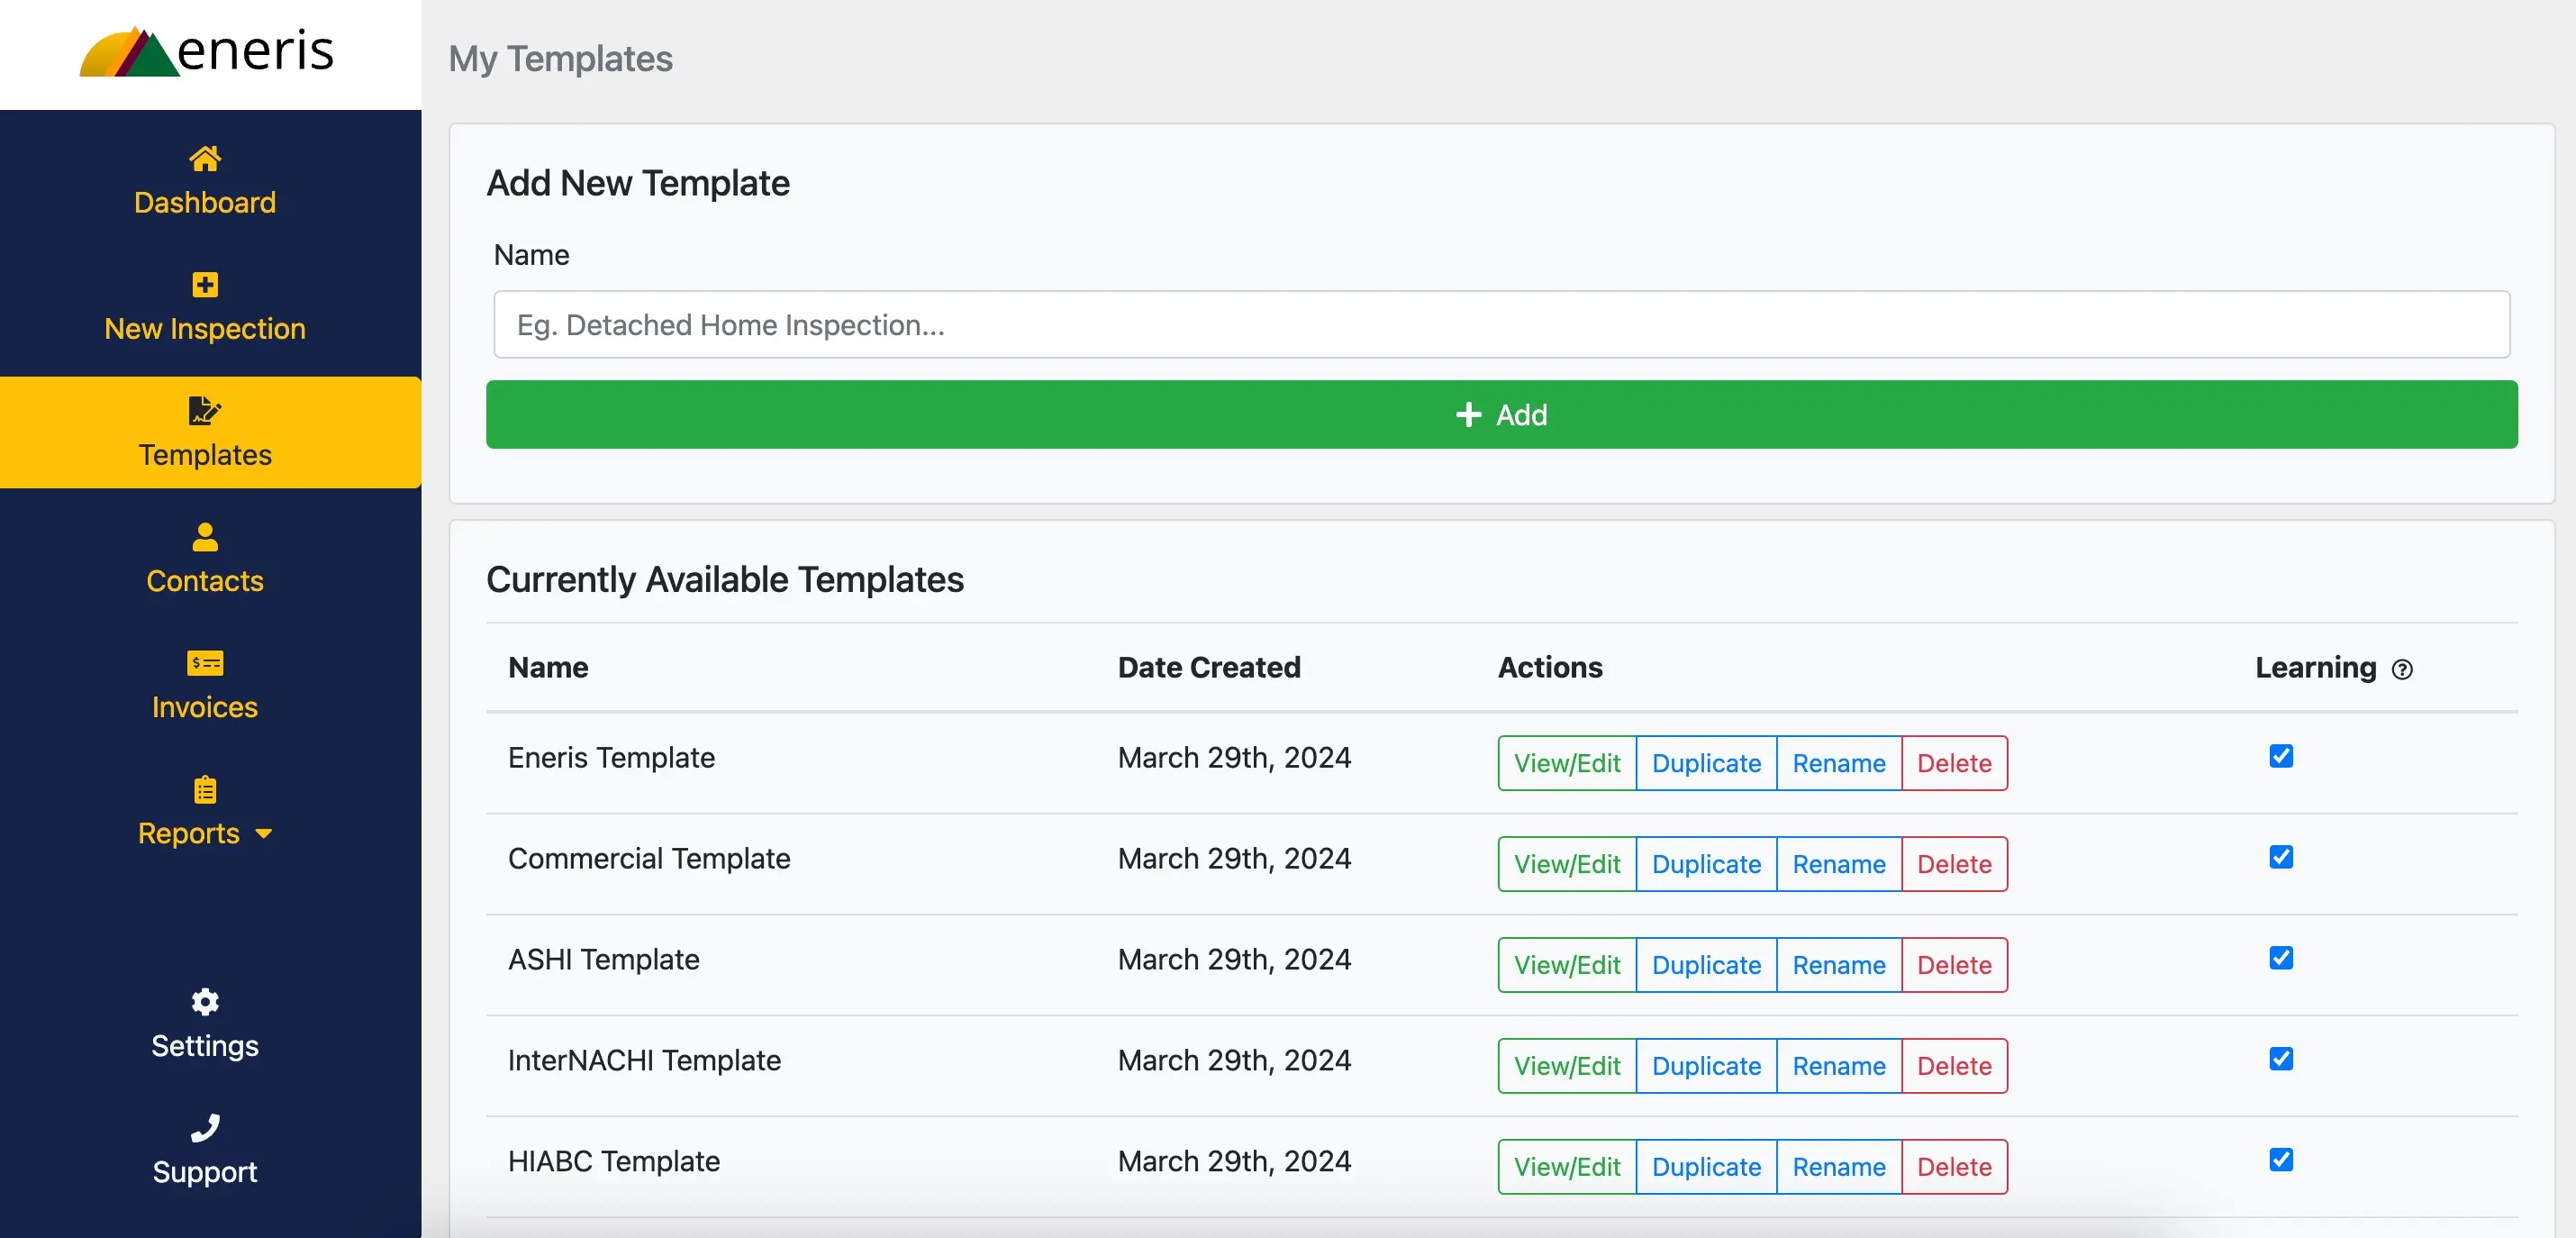 eneris
Dashboard
New Inspection
Templates
Contacts
Invoices
Reports
Settings
Support
My Templates
Add New Template
Name
Eg. Detached Home Inspection...
Add
Currently Available Templates
Name Date Created Actions Learning
Eneris Template March 29th, 2024 View/Edit Duplicate Rename Delete
Commercial Template March 29th, 2024 View/Edit Duplicate Rename Delete
ASHI Template March 29th, 2024 View/Edit Duplicate Rename Delete
InterNACHI Template March 29th, 2024 View/Edit Duplicate Rename Delete
HIABC Template March 29th, 2024 View/Edit Duplicate Rename Delete